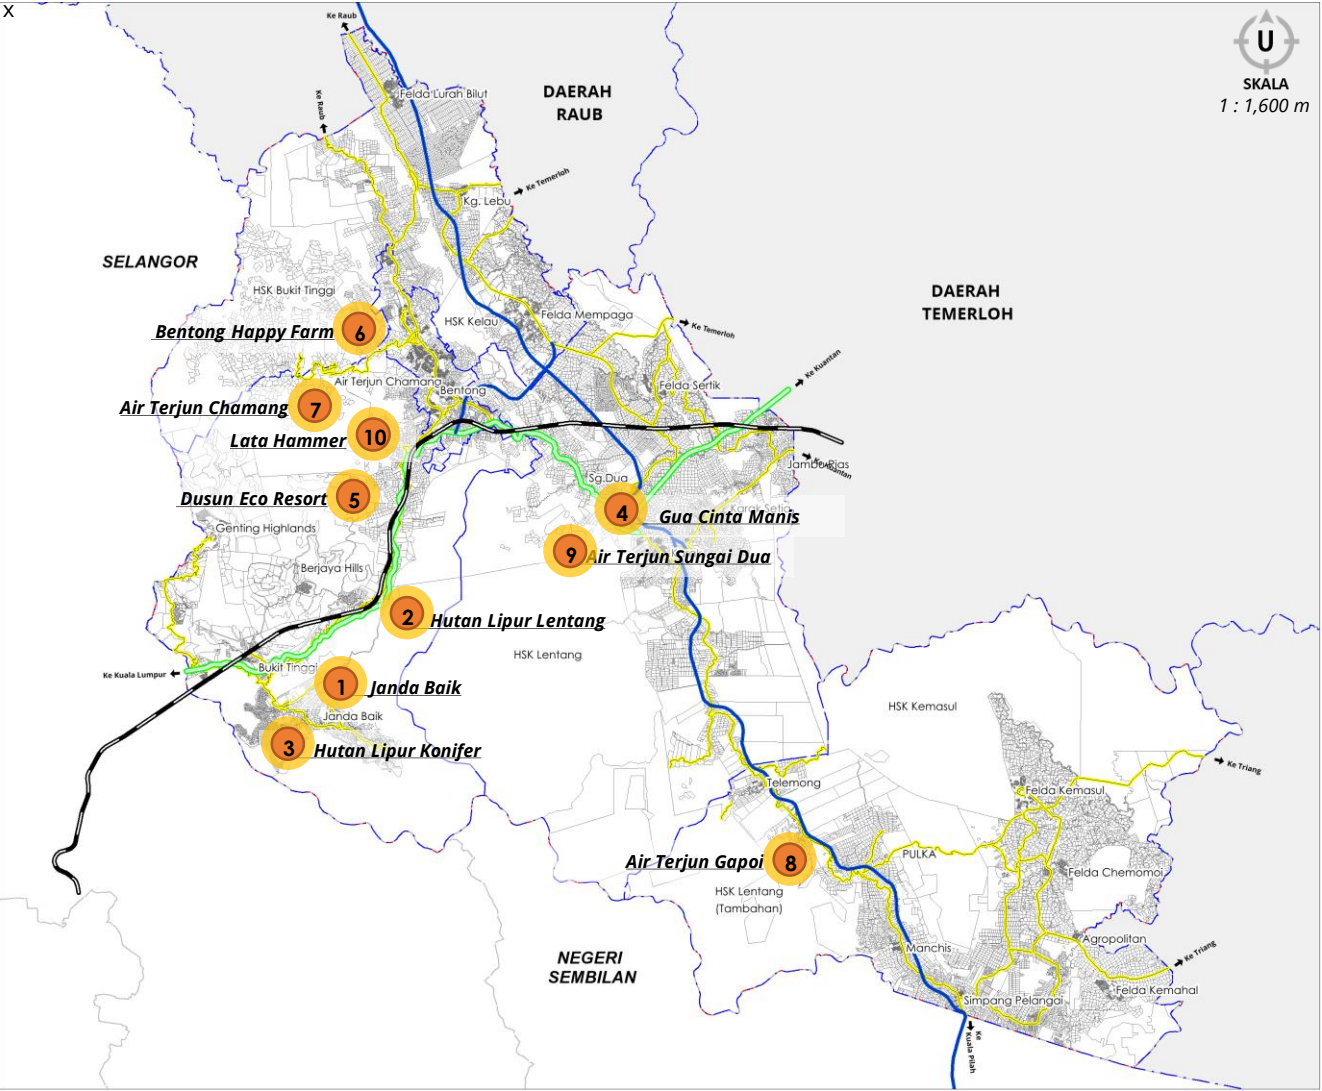 x
Ke Raub
U
SKALA
1 : 1,600 m
DAERAH
RAUB
Felda Lurah Bilut
Ke Raub
Ke Temerloh
Kg. Lebu
SELANGOR
HSK Bukit Tinggi
DAERAH
TEMERLOH
Bentong Happy Farm
6
HSK Kelau
Felda Mempaga
Ke Temerloh
Ke Kuantan
Air Terjun Chamang
Bentong
Felda Sertik
Air Terjun Chamang
7
Lata Hammer
10
Jambu Rias
Ke Kuantan
Sg.Dua
Dusun Eco Resort
5
4
Gua Cinta Manis
Karak Setia
Genting Highlands
9
Air Terjun Sungai Dua
Berjaya Hills
2
Hutan Lipur Lentang
HSK Lentang
Ke Kuala Lumpur
Bukit Tinggi
1
Janda Baik
Janda Baik
HSK Kemasul
3
Hutan Lipur Konifer
Ke Triang
Telemong
Felda Kemasul
Air Terjun Gapoi
8
PULKA
Felda Chemomoi
HSK Lentang
(Tambahan)
Agropolitan
Manchis
Ke Triang
NEGERI
SEMBILAN
Felda Kemahal
Simpang Pelangai
Ke
Kuala Pilah